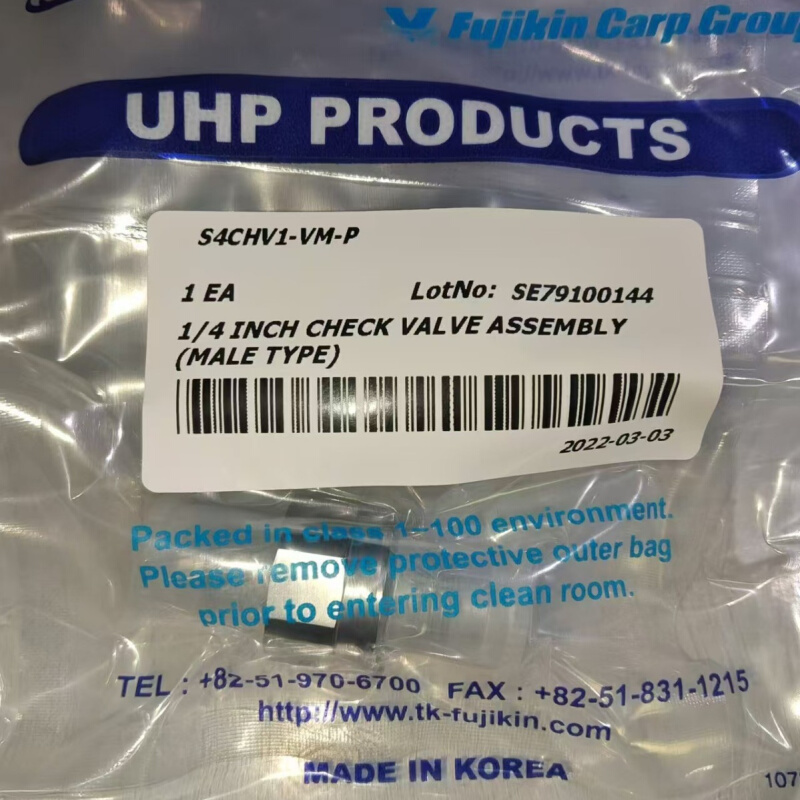 Fujikin Carp Group
UHP PRODUCTS
S4CHV1-VM-P
1 EA LotNo: SE79100144
1/4 INCH CHECK VALVE ASSEMBLY
(MALE TYPE)
2022-03-03
Packed in class 1~100 environment.
Please remove protective outer bag
prior to entering clean room.
TEL : +82-51-970-6700 FAX : +82-51-831-1215
http://www.tk-fujikin.com
MADE IN KOREA